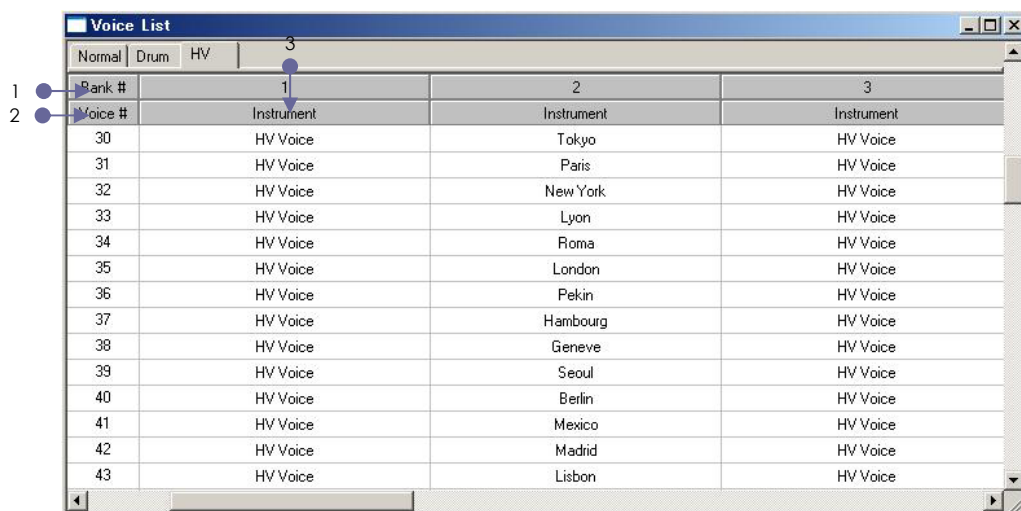 Voice List
Normal Drum HV
3
1 Bank # 1 2 3
2 Voice # Instrument Instrument Instrument
30 HV Voice Tokyo HV Voice
31 HV Voice Paris HV Voice
32 HV Voice New York HV Voice
33 HV Voice Lyon HV Voice
34 HV Voice Roma HV Voice
35 HV Voice London HV Voice
36 HV Voice Pekin HV Voice
37 HV Voice Hambourg HV Voice
38 HV Voice Geneve HV Voice
39 HV Voice Seoul HV Voice
40 HV Voice Berlin HV Voice
41 HV Voice Mexico HV Voice
42 HV Voice Madrid HV Voice
43 HV Voice Lisbon HV Voice